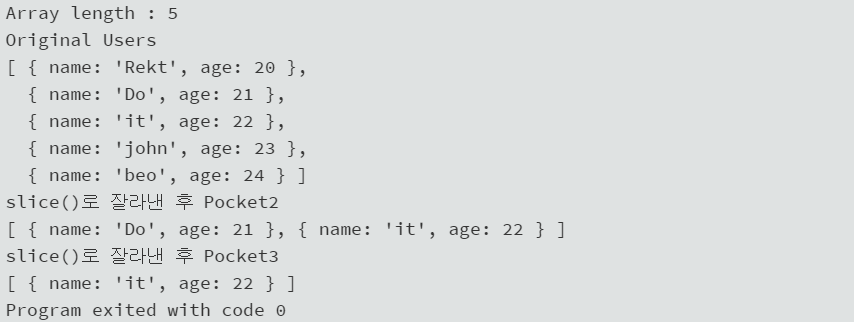 Array length : 5
Original Users
[ { name: 'Rekt', age: 20 },
  { name: 'Do', age: 21 },
  { name: 'it', age: 22 },
  { name: 'john', age: 23 },
  { name: 'beo', age: 24 } ]
slice()로 잘라낸 후 Pocket2
[ { name: 'Do', age: 21 }, { name: 'it', age: 22 } ]
slice()로 잘라낸 후 Pocket3
[ { name: 'it', age: 22 } ]
Program exited with code 0